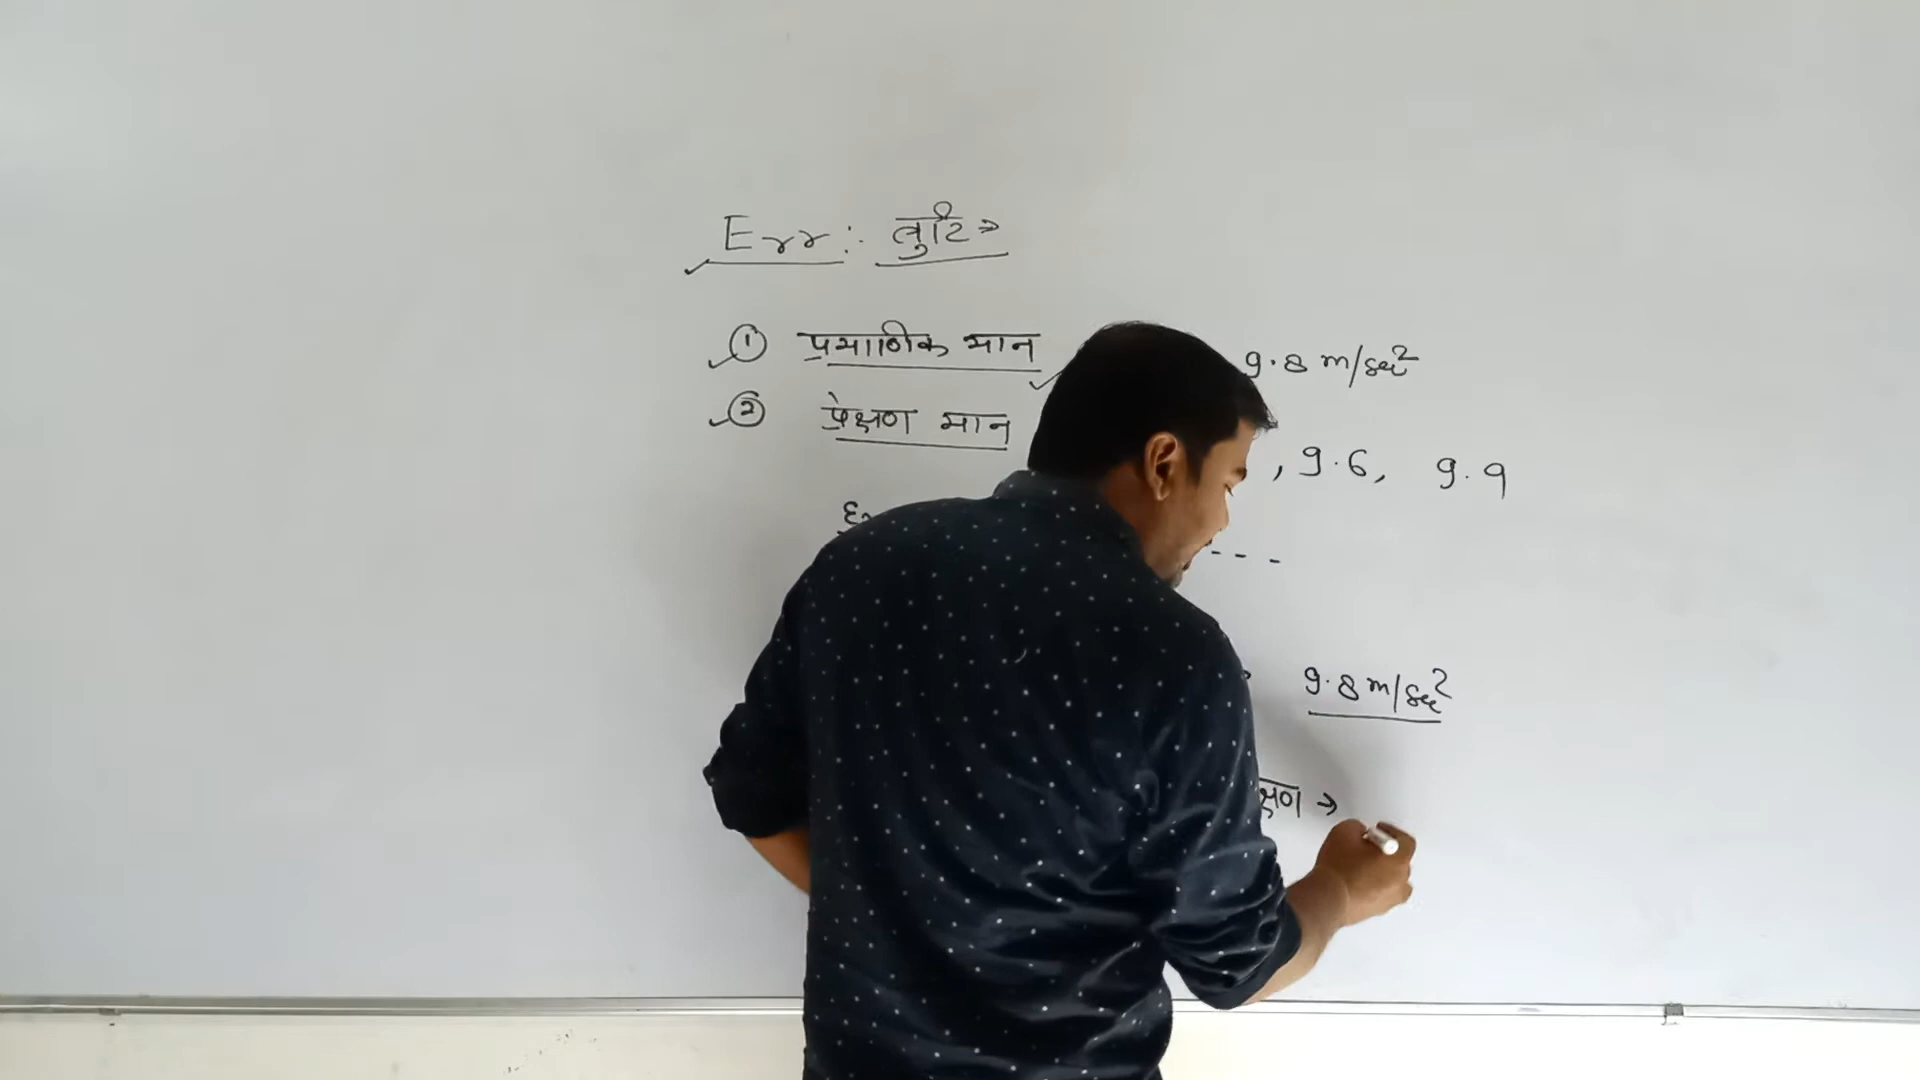 Err :- त्रुटि →
① प्रमाणिक मान 9.8 m/sec²
② प्रेक्षण मान , 9.6, 9.9
- - -
9.8 m/sec²
क्षण →